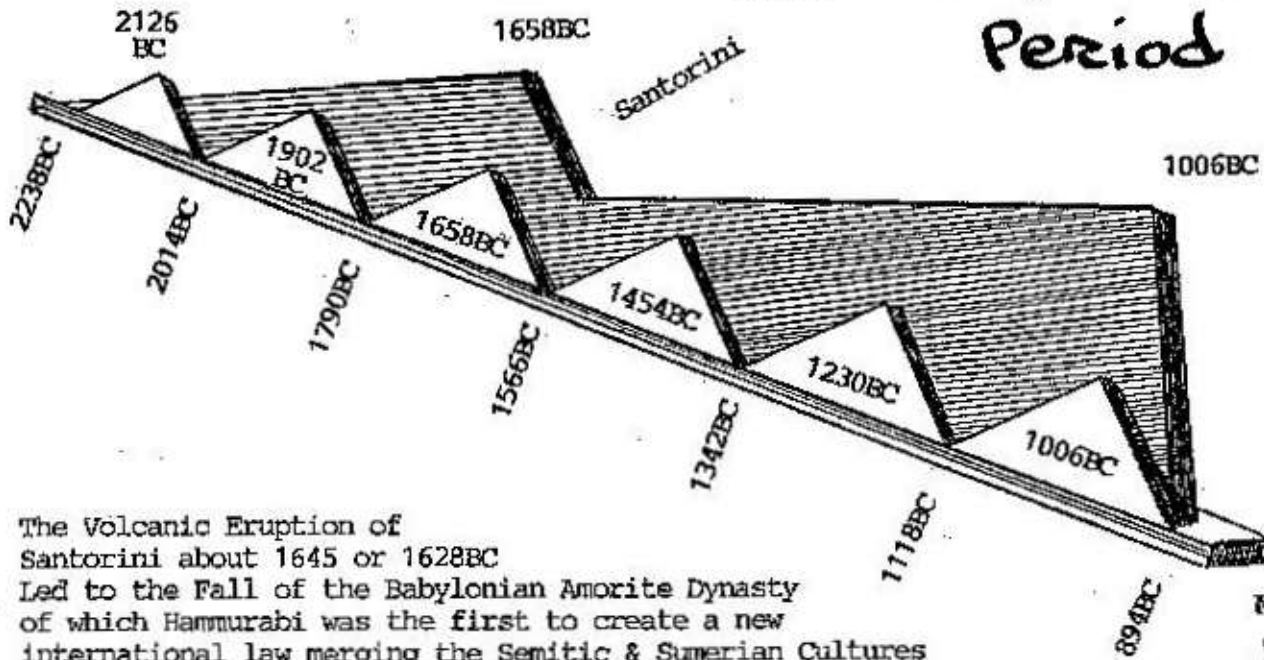 2126
BC
1658BC
Period
Santorini
1006BC
1902
BC
1658BC
1454BC
1230BC
1006BC
2238BC
2014BC
1790BC
1566BC
1342BC
1118BC
894BC
The Volcanic Eruption of
Santorini about 1645 or 1628BC
Led to the Fall of the Babylonian Amorite Dynasty
of which Hammurabi was the first to create a new
international law merging the Semitic & Sumerian Cultures